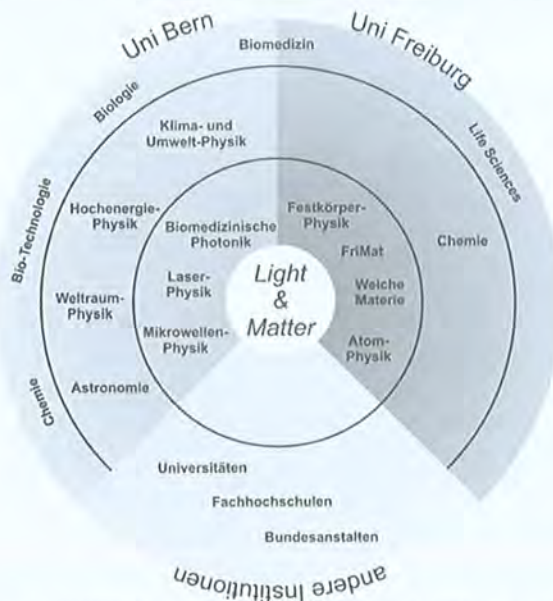 Uni Bern
Uni Freiburg
Biomedizin
Biologie
Life Sciences
Klima- und
Umwelt-Physik
Bio-Technologie
Hochenergie-
Physik
Biomedizinische
Photonik
Festkörper-
Physik
FriMat
Chemie
Laser-
Physik
Light
&
Matter
Weiche
Materie
Weltraum-
Physik
Mikrowellen-
Physik
Atom-
Physik
Astronomie
Chemie
Universitäten
Fachhochschulen
Bundesanstalten
andere Institutionen